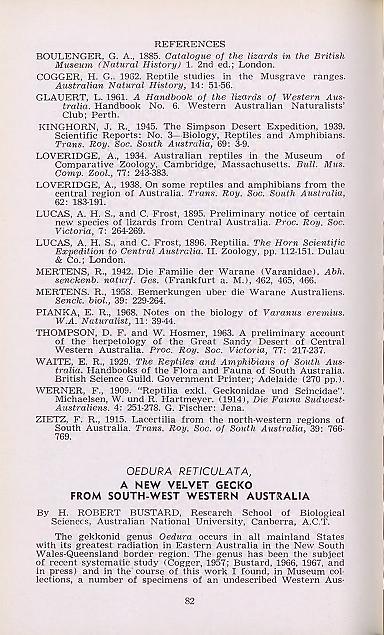 REFERENCES
BOULENGER, G. A., 1885. Catalogue of the lizards in the British
Museum (Natural History) 1. 2nd ed.; London.
COGGER, H. G., 1962. Reptile studies in the Musgrave ranges.
Australian Natural History, 14: 51-56.
GLAUERT, L. 1961. A Handbook of the lizards of Western Aus-
tralia. Handbook No. 6. Western Australian Naturalists'
Club; Perth.
KINGHORN, J. R., 1945. The Simpson Desert Expedition, 1939.
Scientific Reports: No. 3—Biology, Reptiles and Amphibians.
Trans. Roy. Soc. South Australia, 69: 3-9.
LOVERIDGE, A., 1934. Australian reptiles in the Museum of
Comparative Zoology, Cambridge, Massachusetts. Bull. Mus.
Comp. Zool., 77: 243-383.
LOVERIDGE, A., 1938. On some reptiles and amphibians from the
central region of Australia. Trans. Roy. Soc. South Australia,
62: 183-191.
LUCAS, A. H. S., and C. Frost, 1895. Preliminary notice of certain
new species of lizards from Central Australia. Proc. Roy. Soc.
Victoria, 7: 264-269.
LUCAS, A. H. S., and C. Frost, 1896. Reptilia. The Horn Scientific
Expedition to Central Australia. II. Zoology, pp. 112-151. Dulau
& Co.; London.
MERTENS, R., 1942. Die Familie der Warane (Varanidae). Abh.
senckenb. naturf. Ges. (Frankfurt a. M.), 462, 465, 466.
MERTENS. R., 1958. Bemerkungen uber die Warane Australiens.
Senck. biol., 39: 229-264.
PIANKA, E. R., 1968. Notes on the biology of Varanus eremius.
W.A. Naturalist, 11: 39-44.
THOMPSON, D. F. and W. Hosmer, 1963. A preliminary account
of the herpetology of the Great Sandy Desert of Central
Western Australia. Proc. Roy. Soc. Victoria, 77: 217-237.
WAITE, E. R., 1929. The Reptiles and Amphibians of South Aus-
tralia. Handbooks of the Flora and Fauna of South Australia.
British Science Guild. Government Printer; Adelaide (270 pp.).
WERNER, F., 1909. "Reptilia exkl. Geckonidae und Scincidae".
Michaelsen, W. und R. Hartmeyer. (1914), Die Fauna Sudwest-
Australiens. 4: 251-278. G. Fischer: Jena.
ZIETZ, F. R., 1915. Lacertilia from the north-western regions of
South Australia. Trans. Roy. Soc. of South Australia, 39: 766-
769.
OEDURA RETICULATA,
A NEW VELVET GECKO
FROM SOUTH-WEST WESTERN AUSTRALIA
By H. ROBERT BUSTARD, Research School of Biological
Sciences, Australian National University, Canberra, A.C.T.
The gekkonid genus Oedura occurs in all mainland States
with its greatest radiation in Eastern Australia in the New South
Wales-Queensland border region. The genus has been the subject
of recent systematic study (Cogger, 1957; Bustard, 1966, 1967, and
in press) and in the course of this work I found, in Museum col-
lections, a number of specimens of an undescribed Western Aus-
82